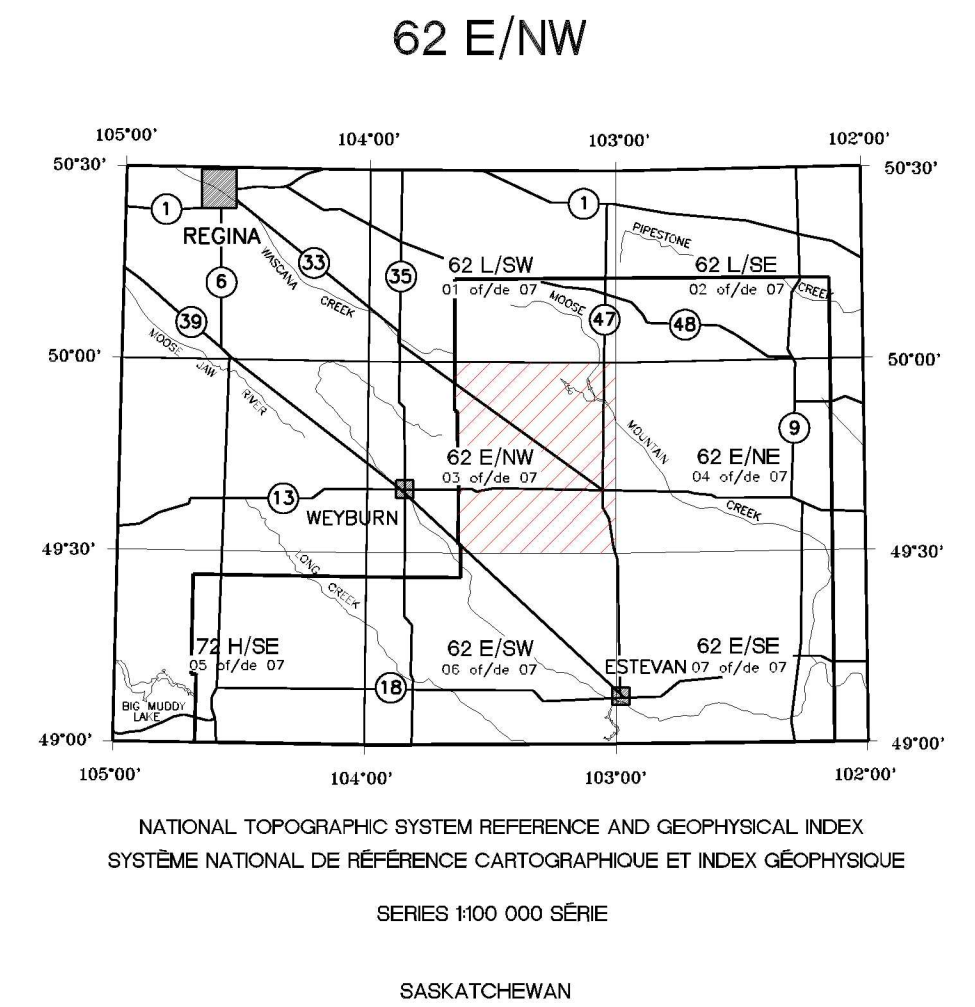 62 E/NW
105°00' 104°00' 103°00' 102°00'
50°30' 50°30'
1 1
REGINA
PIPESTONE
WASCANA
33
62 L/SW 62 L/SE
6 35
01 of/de 07 02 of/de 07 CREEK
CREEK MOOSE
39 47 48
MOOSE JAW
RIVER
50°00' 50°00'
9
MOUNTAIN
62 E/NW 62 E/NE
03 of/de 07 04 of/de 07
13
WEYBURN
CREEK
49°30' 49°30'
LONG
CREEK
72 H/SE 62 E/SW 62 E/SE
05 of/de 07 06 of/de 07 ESTEVAN 07 of/de 07
18
BIG MUDDY
LAKE
49°00' 49°00'
105°00' 104°00' 103°00' 102°00'
NATIONAL TOPOGRAPHIC SYSTEM REFERENCE AND GEOPHYSICAL INDEX
SYSTÈME NATIONAL DE RÉFÉRENCE CARTOGRAPHIQUE ET INDEX GÉOPHYSIQUE
SERIES 1:100 000 SÉRIE
SASKATCHEWAN